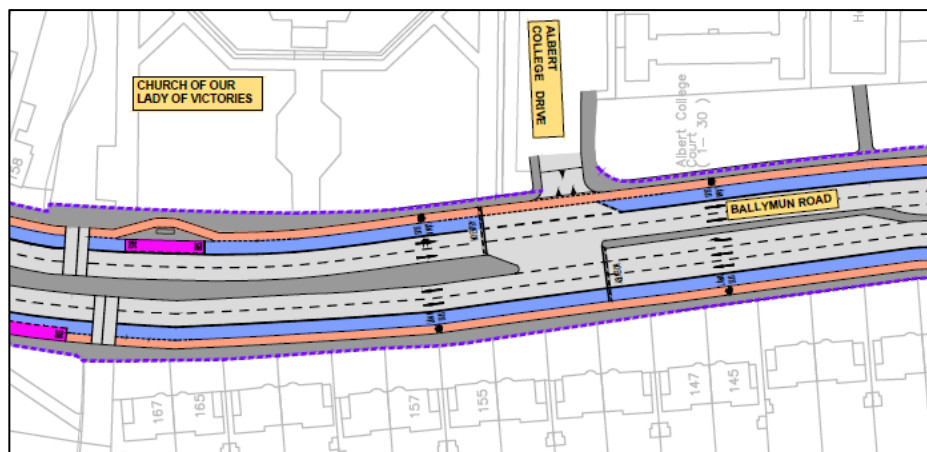 CHURCH OF OUR
LADY OF VICTORIES
ALBERT
COLLEGE DRIVE
Albert College
Court
( 1- 30 )
BALLYMUN ROAD
158
167
165
157
155
147
145